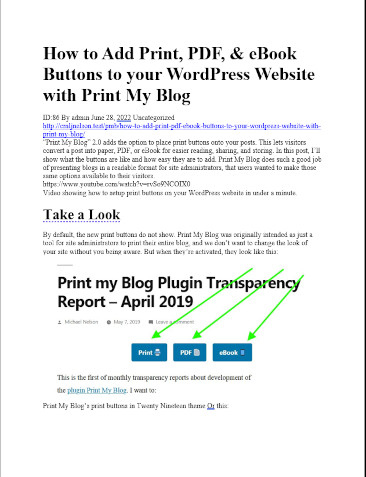 How to Add Print, PDF, & eBook
Buttons to your WordPress Website
with Print My Blog
ID:86 By admin June 28, 2022 Uncategorized
http://cmljnelson.test/pmb/how-to-add-print-pdf-ebook-buttons-to-your-wordpress-website-with-
print-my-blog/
"Print My Blog" 2.0 adds the option to place print buttons onto your posts. This lets visitors
convert a post into paper, PDF, or eBook for easier reading, sharing, and storing. In this post, I'll
show what the buttons are like and how easy they are to add. Print My Blog does such a good job
of presenting blogs in a readable format for site administrators, that users wanted to make those
same options available to their visitors
https://www.youtube.com/watch?v=rvSo9NCOIX0
Video showing how to setup print buttons on your WordPress website in under a minute.
Take a Look
By default, the new print buttons do not show. Print My Blog was originally intended as just a
tool for site administrators to print their entire blog, and we don't want to change the look of
your site without you being aware. But when they're activated, they look like this:
Print my Blog Plugin Transparency
Report – April 2019
Michael Nelson May 7, 2019 Leave a comment
Print PDF eBook
This is the first of monthly transparency reports about development of
the plugin Print My Blog. I want to:
Print My Blog's print buttons in Twenty Nineteen theme Or this: